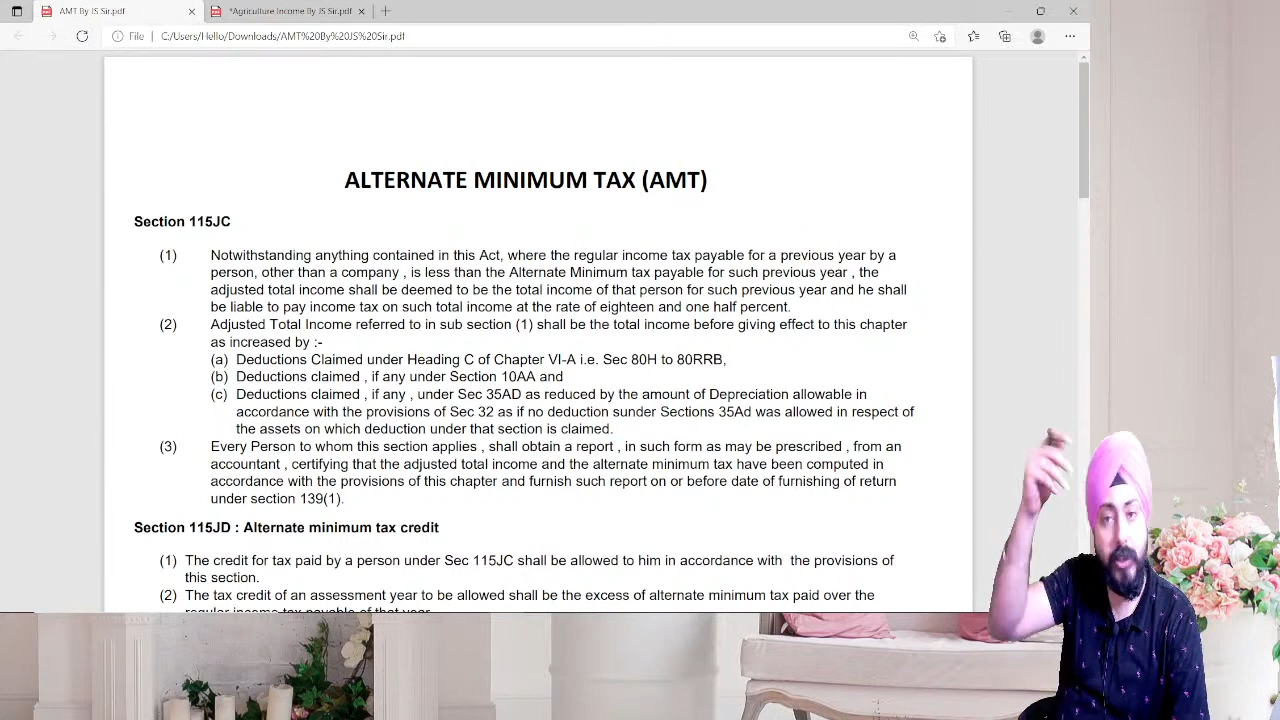 AMT By JS Sir.pdf
*Agriculture Income By JS Sir.pdf
File | C:/Users/Hello/Downloads/AMT%20By%20JS%20Sir.pdf
ALTERNATE MINIMUM TAX (AMT)
Section 115JC
(1) Notwithstanding anything contained in this Act, where the regular income tax payable for a previous year by a
person, other than a company , is less than the Alternate Minimum tax payable for such previous year , the
adjusted total income shall be deemed to be the total income of that person for such previous year and he shall
be liable to pay income tax on such total income at the rate of eighteen and one half percent.
(2) Adjusted Total Income referred to in sub section (1) shall be the total income before giving effect to this chapter
as increased by :-
(a) Deductions Claimed under Heading C of Chapter VI-A i.e. Sec 80H to 80RRB,
(b) Deductions claimed , if any under Section 10AA and
(c) Deductions claimed , if any , under Sec 35AD as reduced by the amount of Depreciation allowable in
accordance with the provisions of Sec 32 as if no deduction sunder Sections 35Ad was allowed in respect of
the assets on which deduction under that section is claimed.
(3) Every Person to whom this section applies , shall obtain a report , in such form as may be prescribed , from an
accountant , certifying that the adjusted total income and the alternate minimum tax have been computed in
accordance with the provisions of this chapter and furnish such report on or before date of furnishing of return
under section 139(1).
Section 115JD : Alternate minimum tax credit
(1) The credit for tax paid by a person under Sec 115JC shall be allowed to him in accordance with the provisions of
this section.
(2) The tax credit of an assessment year to be allowed shall be the excess of alternate minimum tax paid over the
regular income tax payable of that year